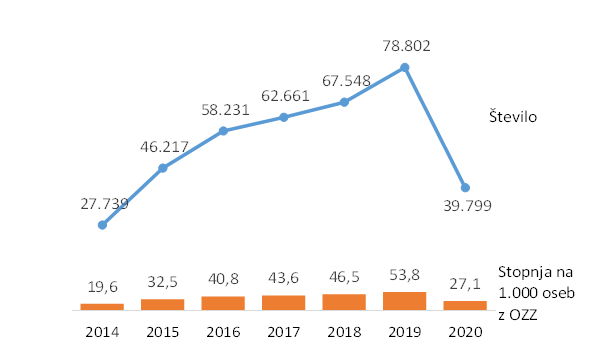 78.802
67.548
62.661
58.231
Število
46.217
27.739
39.799
Stopnja na
1.000 oseb
z OZZ
19,6 32,5 40,8 43,6 46,5 53,8 27,1
2014 2015 2016 2017 2018 2019 2020